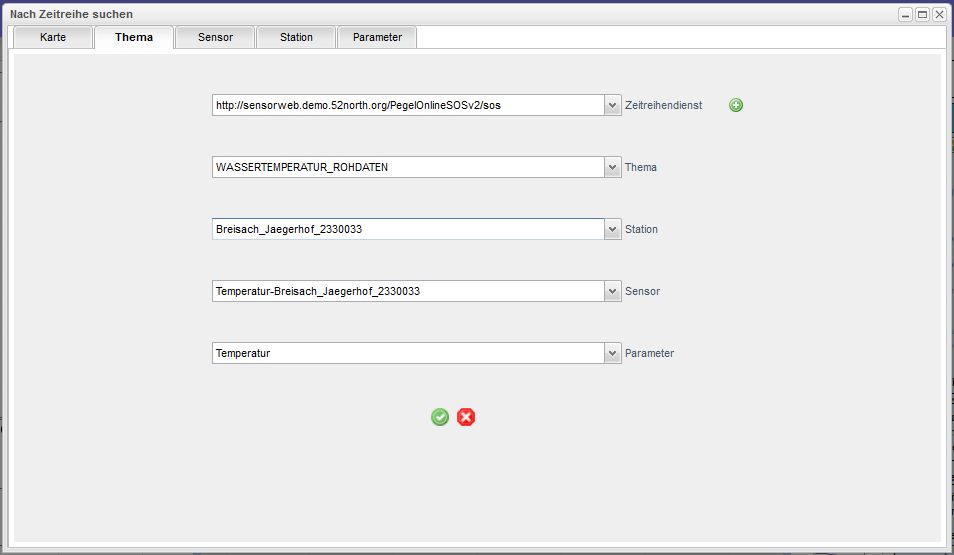 Nach Zeitreihe suchen
Karte Thema Sensor Station Parameter
http://sensorweb.demo.52north.org/PegelOnlineSOSv2/sos Zeitreihendienst
WASSERTEMPERATUR_ROHDATEN Thema
Breisach_Jaegerhof_2330033 Station
Temperatur-Breisach_Jaegerhof_2330033 Sensor
Temperatur Parameter